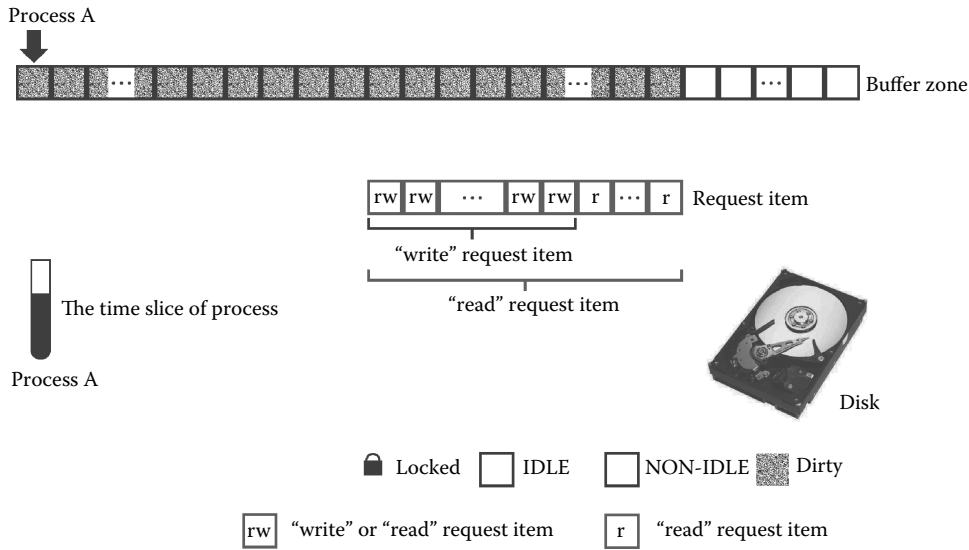 Process A
... ... ...
Buffer zone
rw rw ... rw rw r ... r
Request item
“write” request item
“read” request item
The time slice of process
Process A
Disk
Locked IDLE NON-IDLE Dirty
rw “write” or “read” request item r “read” request item